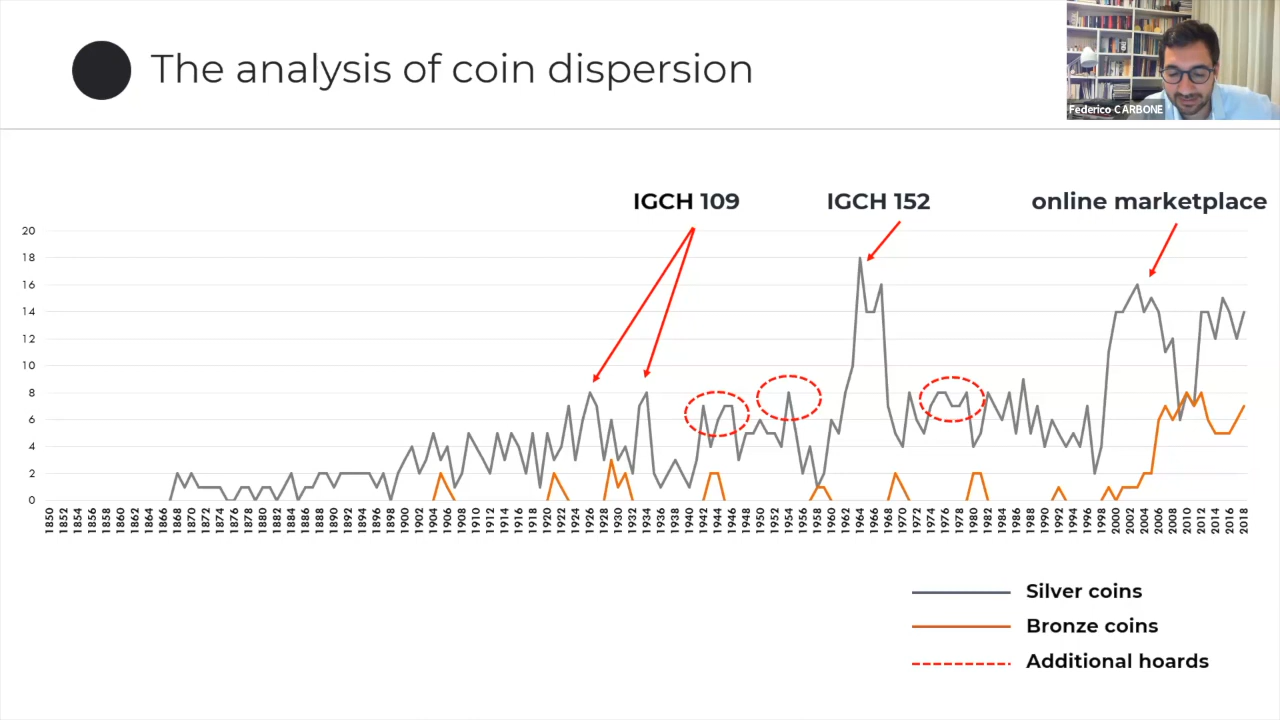 The analysis of coin dispersion
Federico CARBONE
IGCH 109
IGCH 152
online marketplace
20
18
16
14
12
10
8
6
4
2
0
1850 1852 1854 1856 1858 1860 1862 1864 1866 1868 1870 1872 1874 1876 1878 1880 1882 1884 1886 1888 1890 1892 1894 1896 1898 1900 1902 1904 1906 1908 1910 1912 1914 1916 1918 1920 1922 1924 1926 1928 1930 1932 1934 1936 1938 1940 1942 1944 1946 1948 1950 1952 1954 1956 1958 1960 1962 1964 1966 1968 1970 1972 1974 1976 1978 1980 1982 1984 1986 1988 1990 1992 1994 1996 1998 2000 2002 2004 2006 2008 2010 2012 2014 2016 2018
Silver coins
Bronze coins
Additional hoards